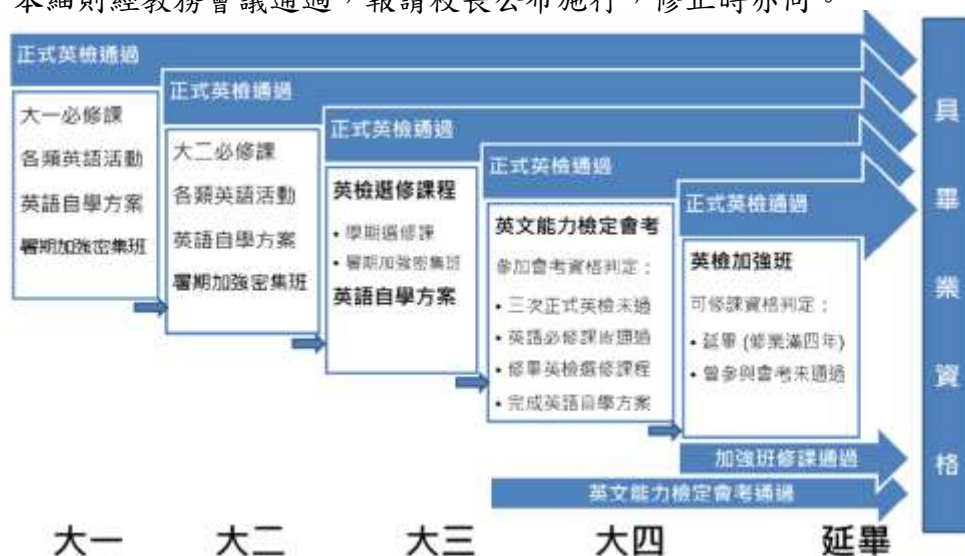 本細則經教務會議通過，報請校長公布施行，修正時亦同。
正式英檢通過
大一必修課
各類英語活動
英語自學方案
暑期加強密集班
正式英檢通過
大二必修課
各類英語活動
英語自學方案
暑期加強密集班
正式英檢通過
英檢選修課程
• 學期選修課
• 暑期加強密集班
英語自學方案
正式英檢通過
英文能力檢定會考
參加會考資格判定：
• 三次正式英檢未過
• 英語必修課皆通過
• 修畢英檢選修課程
• 完成英語自學方案
正式英檢通過
英檢加強班
可修課資格判定：
• 延畢 (修業滿四年)
• 曾參與會考未通過
加強班修課通過
英文能力檢定會考通過
具畢業資格
大一
大二
大三
大四
延畢